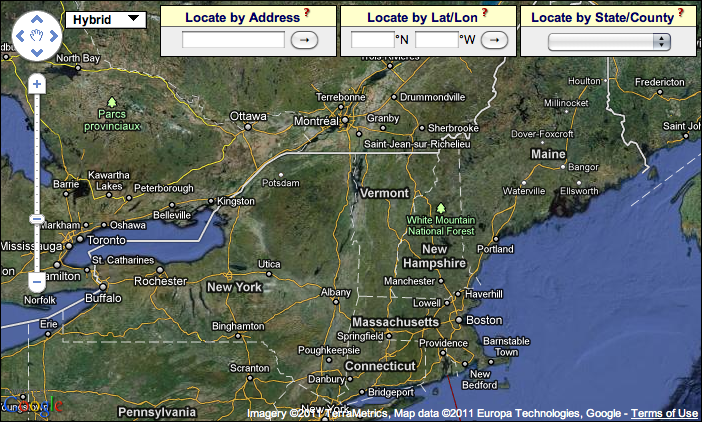 Hybrid
Locate by Address ?
→
Locate by Lat/Lon ?
°N °W →
Locate by State/County ?
North Bay
Trois-Rivières
Houlton
Fredericton
Terrebonne
Drummondville
Millinocket
Parcs
provinciaux
Ottawa
Montréal
Granby
Sherbrooke
Saint Jo
Dover-Foxcroft
Saint-Jean-sur-Richelieu
Maine
Bangor
Kawartha
Lakes
Barrie
Peterborough
Potsdam
Vermont
Waterville
Ellsworth
Belleville
Kingston
White Mountain
National Forest
Markham
Oshawa
Mississauga
Toronto
New
Hampshire
Portland
Hamilton
St. Catharines
Utica
Rochester
New York
Manchester
Buffalo
Norfolk
Albany
Haverhill
Lowell
Erie
Binghamton
Massachusetts
Boston
Springfield
Providence
Barnstable
Town
Poughkeepsie
Connecticut
Scranton
Danbury
New
Bedford
Bridgeport
Youngstown
Google
Pennsylvania
New York
Imagery ©2011 TerraMetrics, Map data ©2011 Europa Technologies, Google - Terms of Use